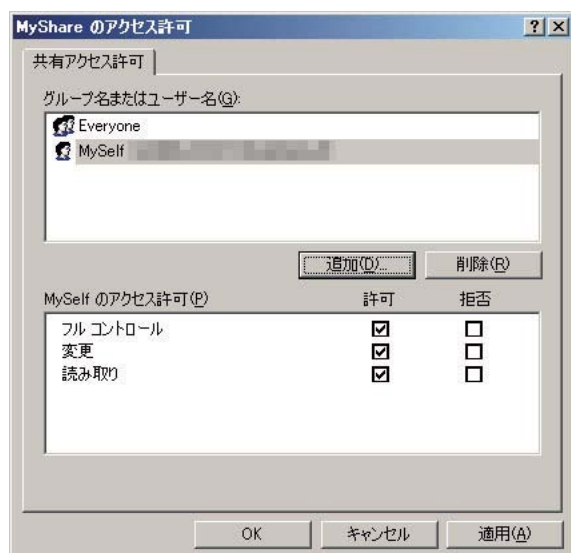 MyShare のアクセス許可
共有アクセス許可
グループ名またはユーザー名(G):
Everyone
MySelf
追加(D)... 削除(R)
MySelf のアクセス許可(P) 許可 拒否
フル コントロール
変更
読み取り
OK キャンセル 適用(A)